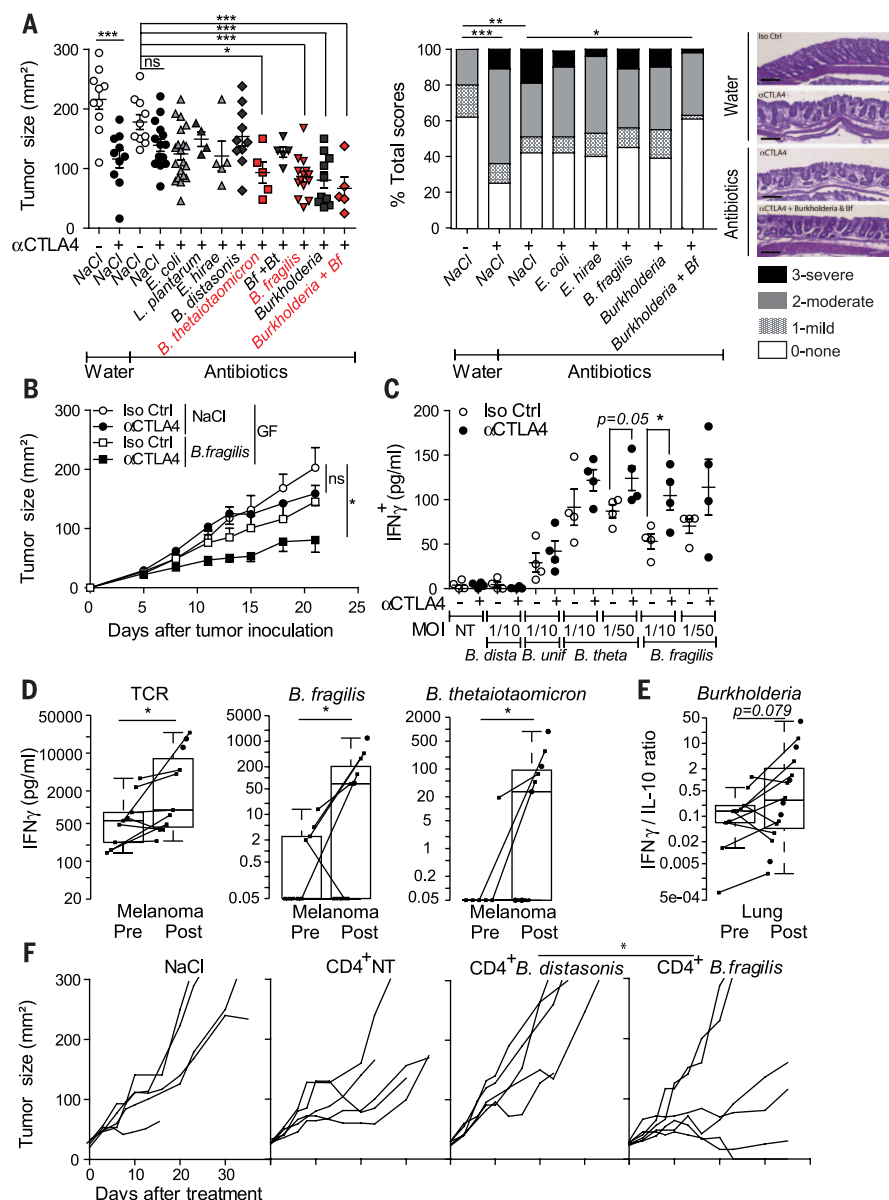 A
Tumor size (mm²)
300
200
100
0
***
***
***
***
*
ns
αCTLA4 - + - + + + + + + + + + +
NaCl
NaCl
NaCl
NaCl
E. coli
L. plantarum
E. hirae
B. distasonis
B. thetaiotaomicron
Bf +Bt
B. fragilis
Burkholderia
Burkholderia + Bf
Water Antibiotics
% Total scores
100
80
60
40
20
0
**
***
*
- + + + + + + +
NaCl
NaCl
NaCl
E. coli
E. hirae
B. fragilis
Burkholderia
Burkholderia + Bf
Water Antibiotics
Iso Ctrl
αCTLA4
αCTLA4
αCTLA4 + Burkholderia & Bf
Water
Antibiotics
3-severe
2-moderate
1-mild
0-none
B
Tumor size (mm²)
300
200
100
0
Iso Ctrl
αCTLA4
NaCl
Iso Ctrl
αCTLA4
B.fragilis
GF
ns
*
0 5 10 15 20 25
Days after tumor inoculation
C
Iso Ctrl
αCTLA4
p=0.05
*
IFNγ (pg/ml)
+
200
150
100
50
0
αCTLA4 - + - + - + - + - + - + - +
MOI NT 1/10 1/10 1/10 1/50 1/10 1/50
B. dista B. unif B. theta B. fragilis
D
TCR
*
IFNγ (pg/ml)
50000
10000
5000
1000
500
100
20
Melanoma
Pre Post
B. fragilis
*
5000
1000
200
50
20
2
0.5
0.05
Melanoma
Pre Post
B. thetaiotaomicron
*
2000
1000
500
100
50
20
5
1
0.5
0.05
Melanoma
Pre Post
E
Burkholderia
p=0.079
IFNγ / IL-10 ratio
50
10
2
0.5
0.1
0.02
0.005
5e-04
Lung
Pre Post
F
Tumor size (mm²)
300
200
100
0
NaCl
CD4+NT
CD4+B. distasonis
*
CD4+ B.fragilis
0 10 20 30
Days after treatment